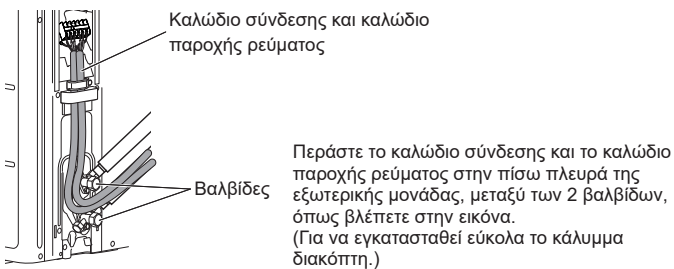 Καλώδιο σύνδεσης και καλώδιο
παροχής ρεύματος
Βαλβίδες
Περάστε το καλώδιο σύνδεσης και το καλώδιο
παροχής ρεύματος στην πίσω πλευρά της
εξωτερικής μονάδας, μεταξύ των 2 βαλβίδων,
όπως βλέπετε στην εικόνα.
(Για να εγκατασταθεί εύκολα το κάλυμμα
διακόπτη.)